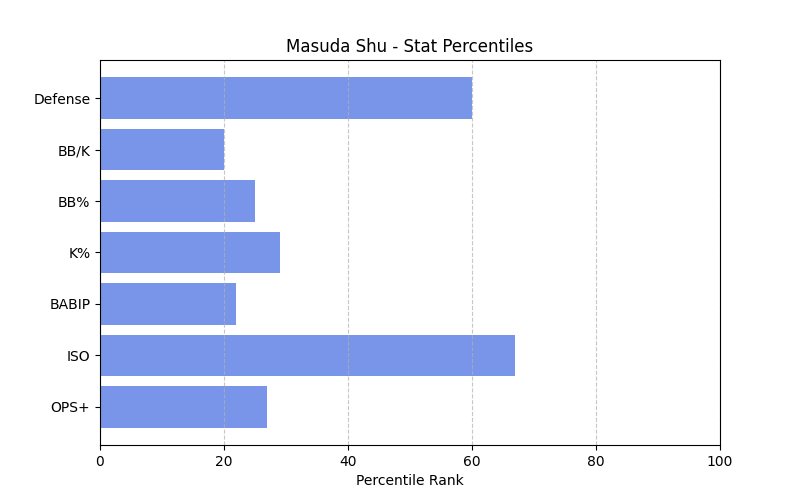 Masuda Shu - Stat Percentiles
Defense
BB/K
BB%
K%
BABIP
ISO
OPS+
0 20 40 60 80 100
Percentile Rank